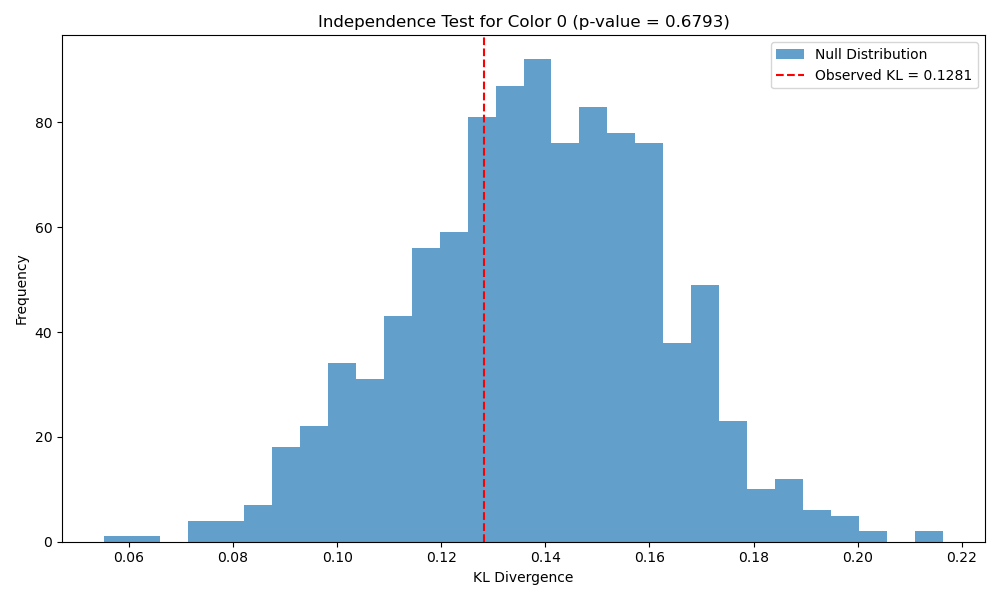 Independence Test for Color 0 (p-value = 0.6793)
Null Distribution
Observed KL = 0.1281
80
60
40
20
0
Frequency
0.06 0.08 0.10 0.12 0.14 0.16 0.18 0.20 0.22
KL Divergence